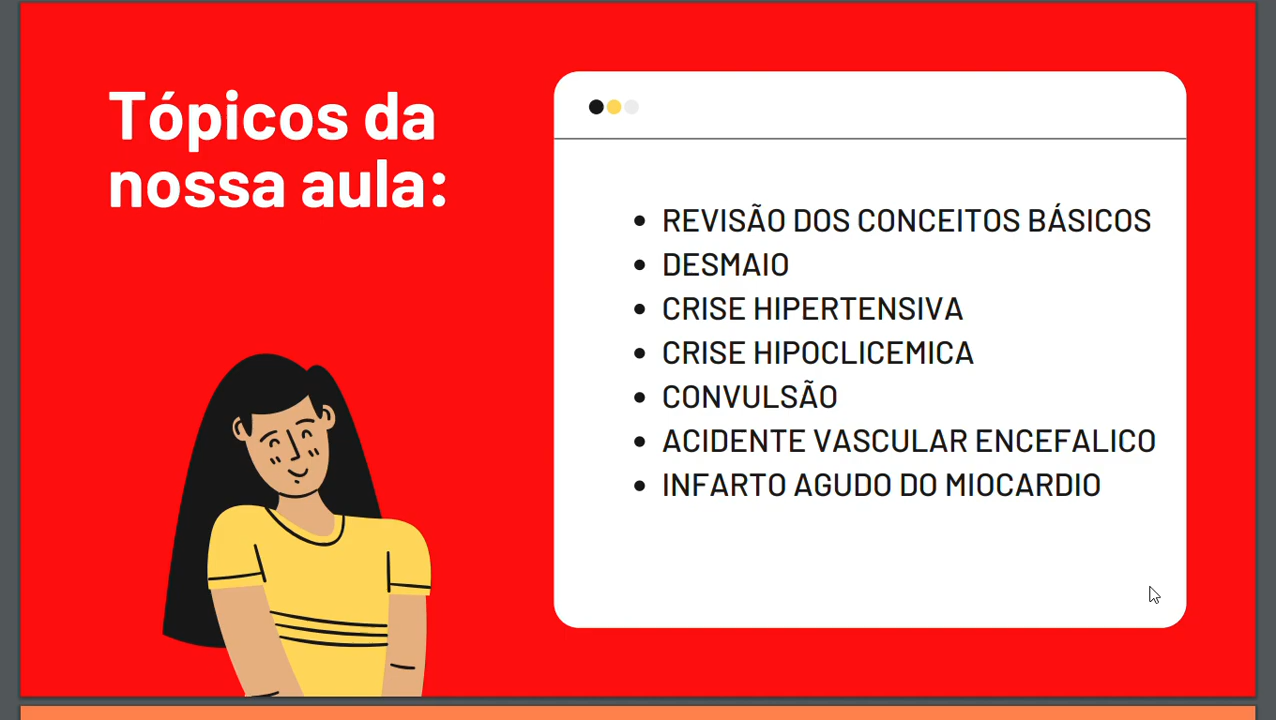 Tópicos da
nossa aula:
REVISÃO DOS CONCEITOS BÁSICOS
DESMAIO
CRISE HIPERTENSIVA
CRISE HIPOCLICEMICA
CONVULSÃO
ACIDENTE VASCULAR ENCEFALICO
INFARTO AGUDO DO MIOCARDIO